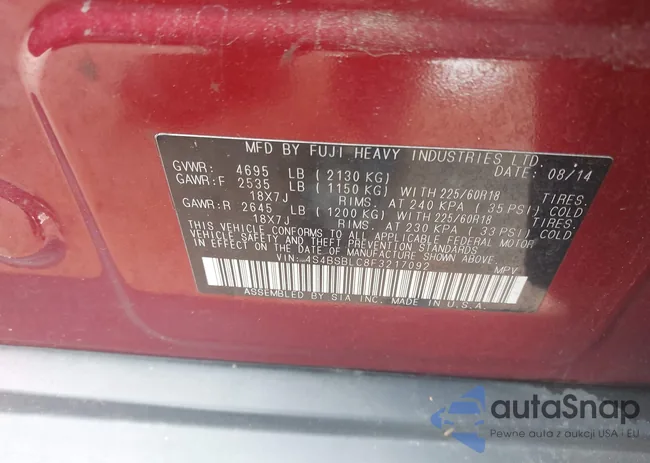 MFD BY FUJI HEAVY INDUSTRIES LTD.
GVWR: 4695 LB (2130 KG) DATE: 08/14
GAWR:F 2535 LB (1150 KG) WITH 225/60R18 TIRES.
18X7J RIMS. AT 240 KPA (35 PSI) COLD
GAWR:R 2645 LB (1200 KG) WITH 225/60R18 TIRES.
18X7J RIMS. AT 230 KPA (33 PSI) COLD
THIS VEHICLE CONFORMS TO ALL APPLICABLE FEDERAL MOTOR
VEHICLE SAFETY AND BUMPER STANDARDS
IN EFFECT ON THE DATE OF MANUFACTURE SHOWN ABOVE.
VIN: 4S4BSBLC8F3217092 MPV
ASSEMBLED BY SIA INC. MADE IN U.S.A.
autaSnap
Pewne auta z aukcji USA i EU